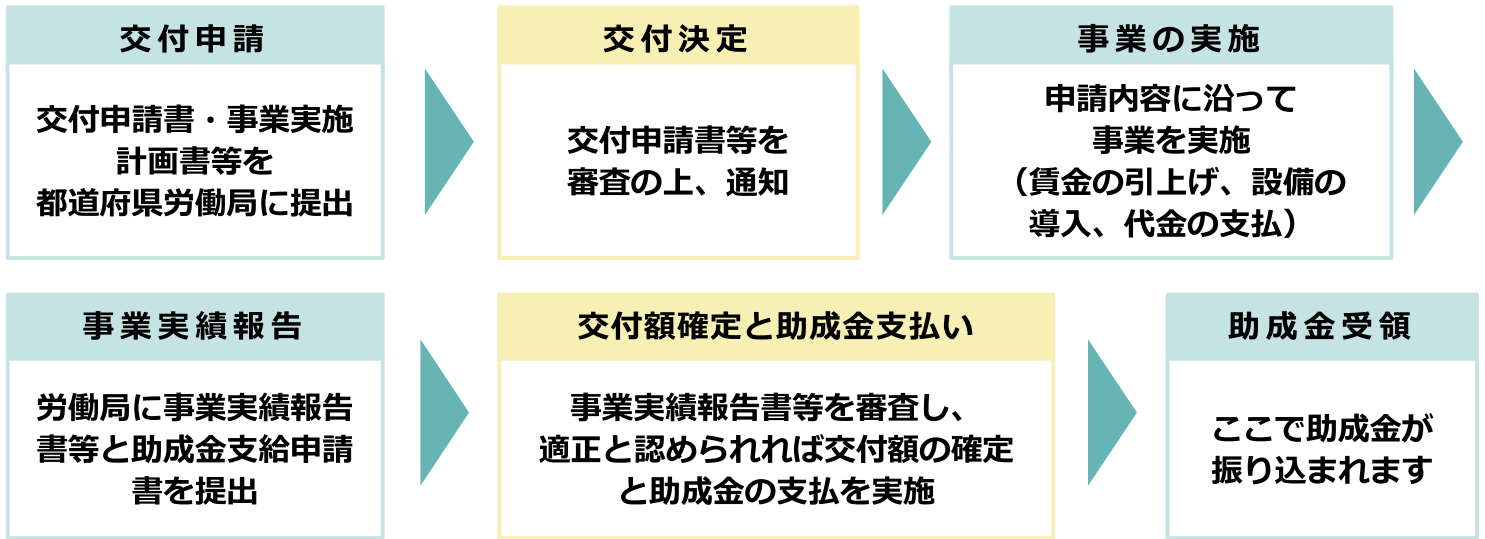 交付申請
交付申請書・事業実施
計画書等を
都道府県労働局に提出
交付決定
交付申請書等を
審査の上、通知
事業の実施
申請内容に沿って
事業を実施
（賃金の引上げ、設備の
導入、代金の支払）
事業実績報告
労働局に事業実績報告
書等と助成金支給申請
書を提出
交付額確定と助成金支払い
事業実績報告書等を審査し、
適正と認められれば交付額の確定
と助成金の支払を実施
助成金受領
ここで助成金が
振り込まれます